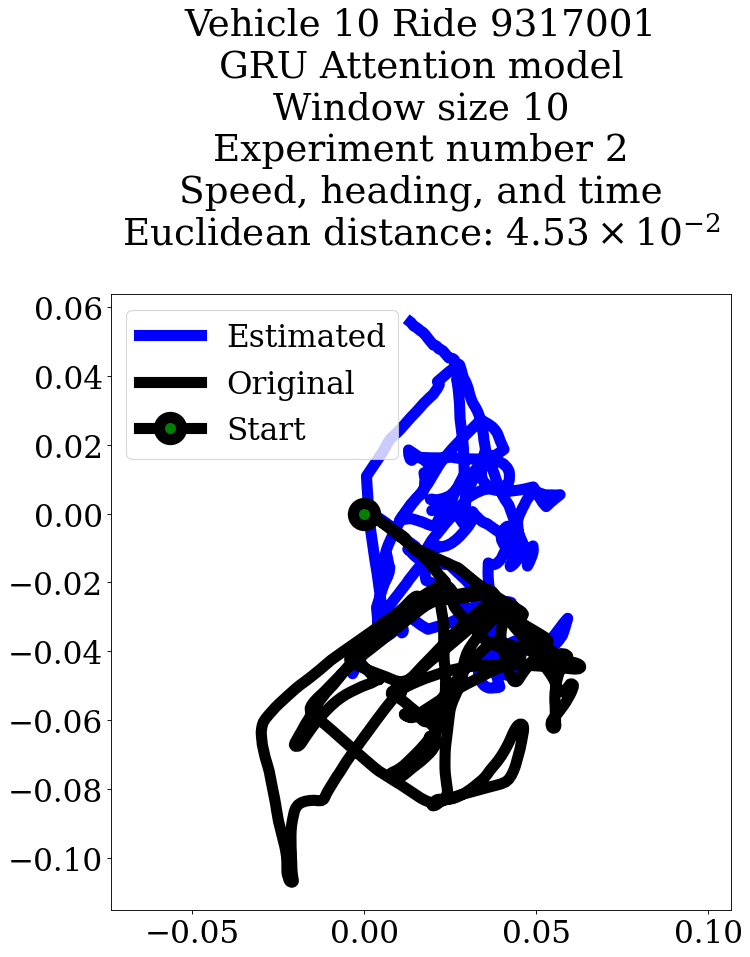 Vehicle 10 Ride 9317001
GRU Attention model
Window size 10
Experiment number 2
Speed, heading, and time
Euclidean distance: 4.53 × 10⁻²
Estimated
Original
Start
0.06
0.04
0.02
0.00
−0.02
−0.04
−0.06
−0.08
−0.10
−0.05
0.00
0.05
0.10